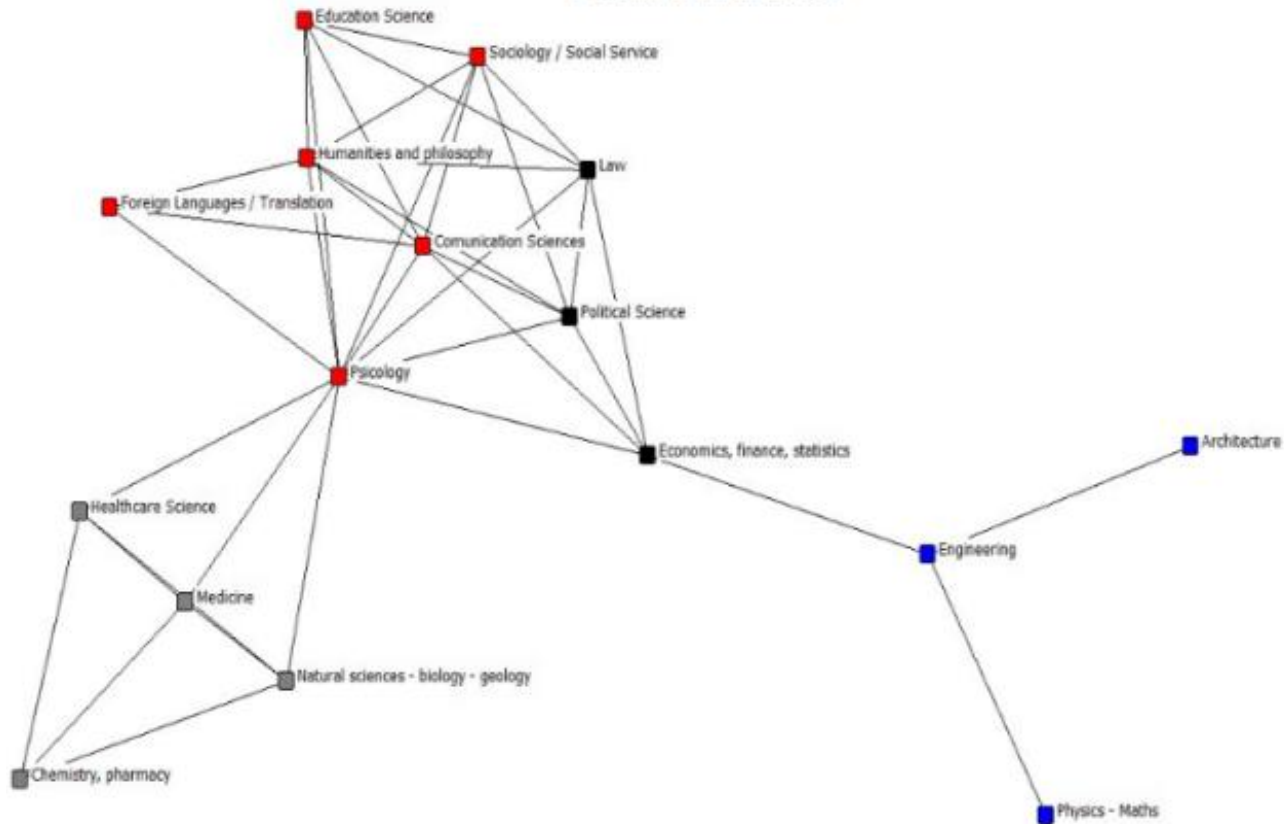 Education Science
Sociology / Social Service
Humanities and philosophy
Law
Foreign Languages / Translation
Comunication Sciences
Political Science
Psicology
Economics, finance, statistics
Architecture
Healthcare Science
Engineering
Medicine
Natural sciences - biology - geology
Chemistry, pharmacy
Physics - Maths